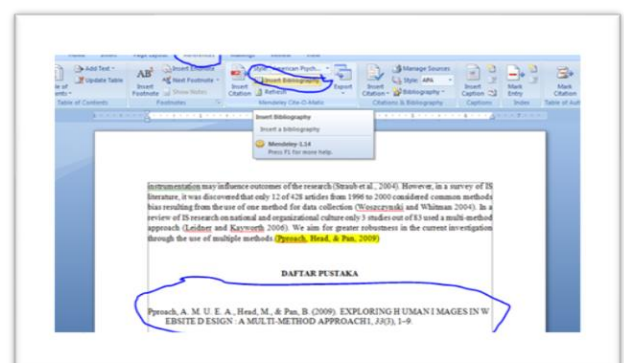 Add Text
Update Table
Table of Contents
AB
Insert Footnote
Insert Endnote
Next Footnote
Show Notes
Footnotes
Insert Citation
American Psych...
Insert Bibliography
Refresh
Export
Mendeley Cite-O-Matic
Insert Citation
Manage Sources
Style: APA
Bibliography
Citations & Bibliography
Insert Caption
Captions
Mark Entry
Index
Mark Citation
Table of Aut
Insert Bibliography
Insert a bibliography
Mendeley-1.14
Press F1 for more help.
instrumentation may influence outcomes of the research (Straub et al., 2004). However, in a survey of IS
literature, it was discovered that only 12 of 428 articles from 1996 to 2000 considered common methods
bias resulting from the use of one method for data collection (Woszczynski and Whitman 2004). In a
review of IS research on national and organizational culture only 3 studies out of 83 used a multi-method
approach (Leidner and Kayworth 2006). We aim for greater robustness in the current investigation
through the use of multiple methods.(Pproach, Head, & Pan, 2009)
DAFTAR PUSTAKA
Pproach, A. M. U. E. A., Head, M., & Pan, B. (2009). EXPLORING H UMAN I MAGES IN W
EBSITE D ESIGN : A MULTI-METHOD APPROACH1, 33(3), 1–9.